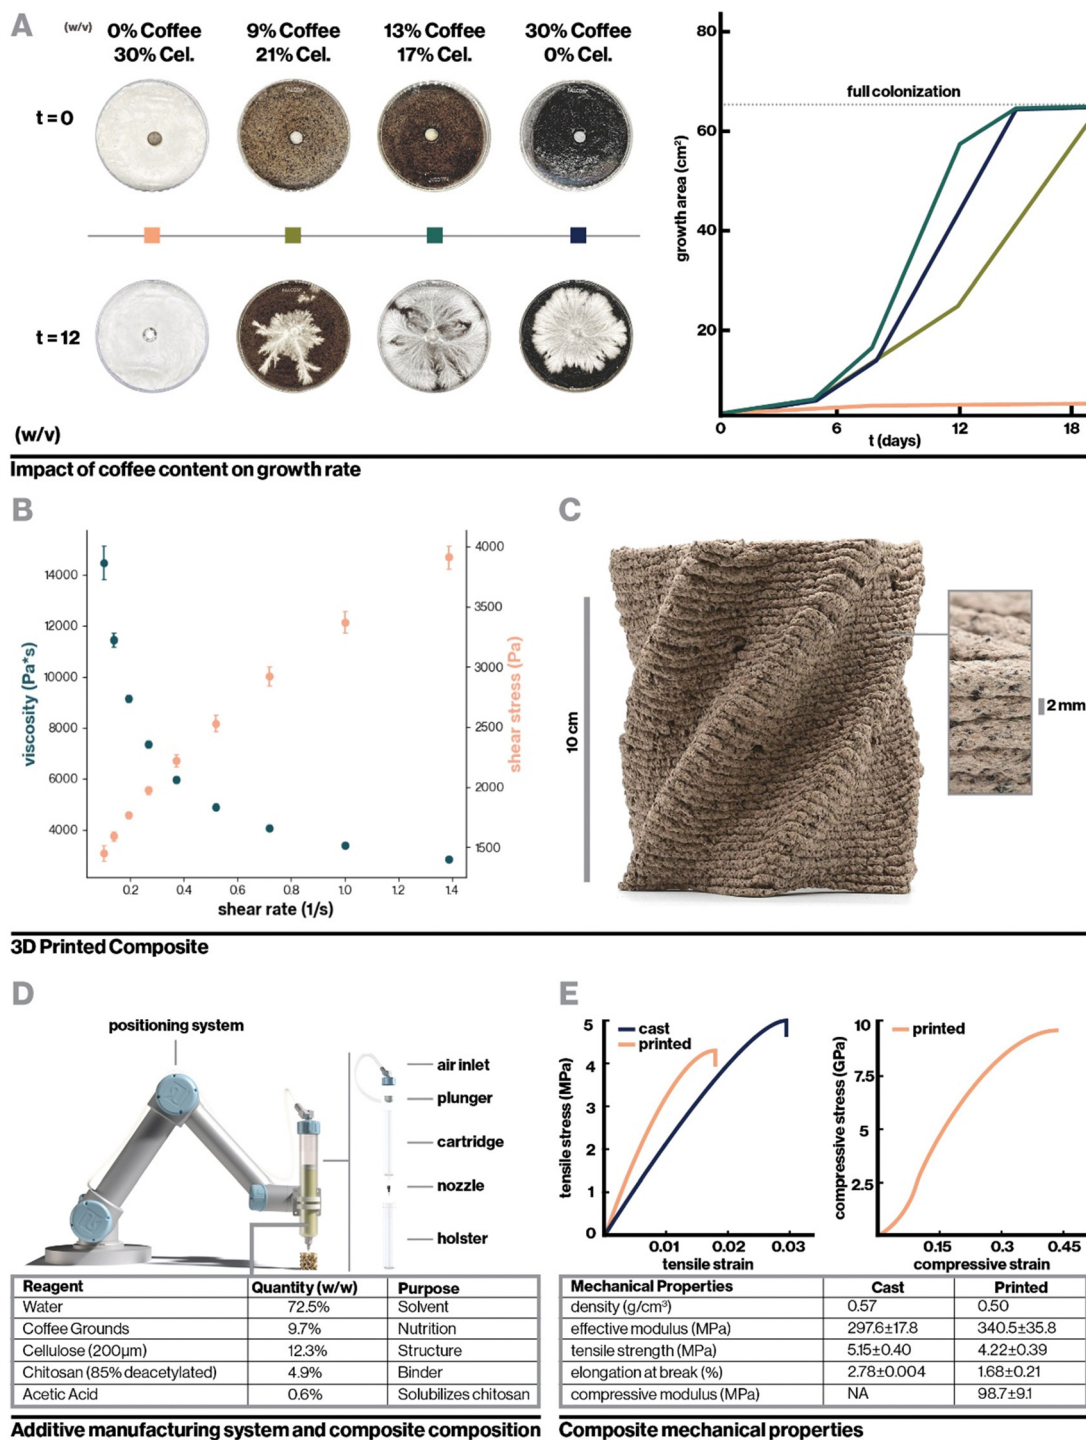 A
(w/v)
0% Coffee
30% Cel.
9% Coffee
21% Cel.
13% Coffee
17% Cel.
30% Coffee
0% Cel.
t = 0
t = 12
(w/v)
80
60
40
20
growth area (cm²)
full colonization
0
6
12
18
t (days)
Impact of coffee content on growth rate
B
14000
12000
10000
8000
6000
4000
viscosity (Pa*s)
4000
3500
3000
2500
2000
1500
shear stress (Pa)
0.2
0.4
0.6
0.8
1.0
1.2
1.4
shear rate (1/s)
C
10 cm
2 mm
3D Printed Composite
D
positioning system
air inlet
plunger
cartridge
nozzle
holster
Reagent Quantity (w/w) Purpose
Water 72.5% Solvent
Coffee Grounds 9.7% Nutrition
Cellulose (200µm) 12.3% Structure
Chitosan (85% deacetylated) 4.9% Binder
Acetic Acid 0.6% Solubilizes chitosan
Additive manufacturing system and composite composition
E
5
4
3
2
1
0
tensile stress (MPa)
cast
printed
0.01
0.02
0.03
tensile strain
10
7.5
5
2.5
compressive stress (GPa)
printed
0.15
0.3
0.45
compressive strain
Mechanical Properties Cast Printed
density (g/cm³) 0.57 0.50
effective modulus (MPa) 297.6±17.8 340.5±35.8
tensile strength (MPa) 5.15±0.40 4.22±0.39
elongation at break (%) 2.78±0.004 1.68±0.21
compressive modulus (MPa) NA 98.7±9.1
Composite mechanical properties